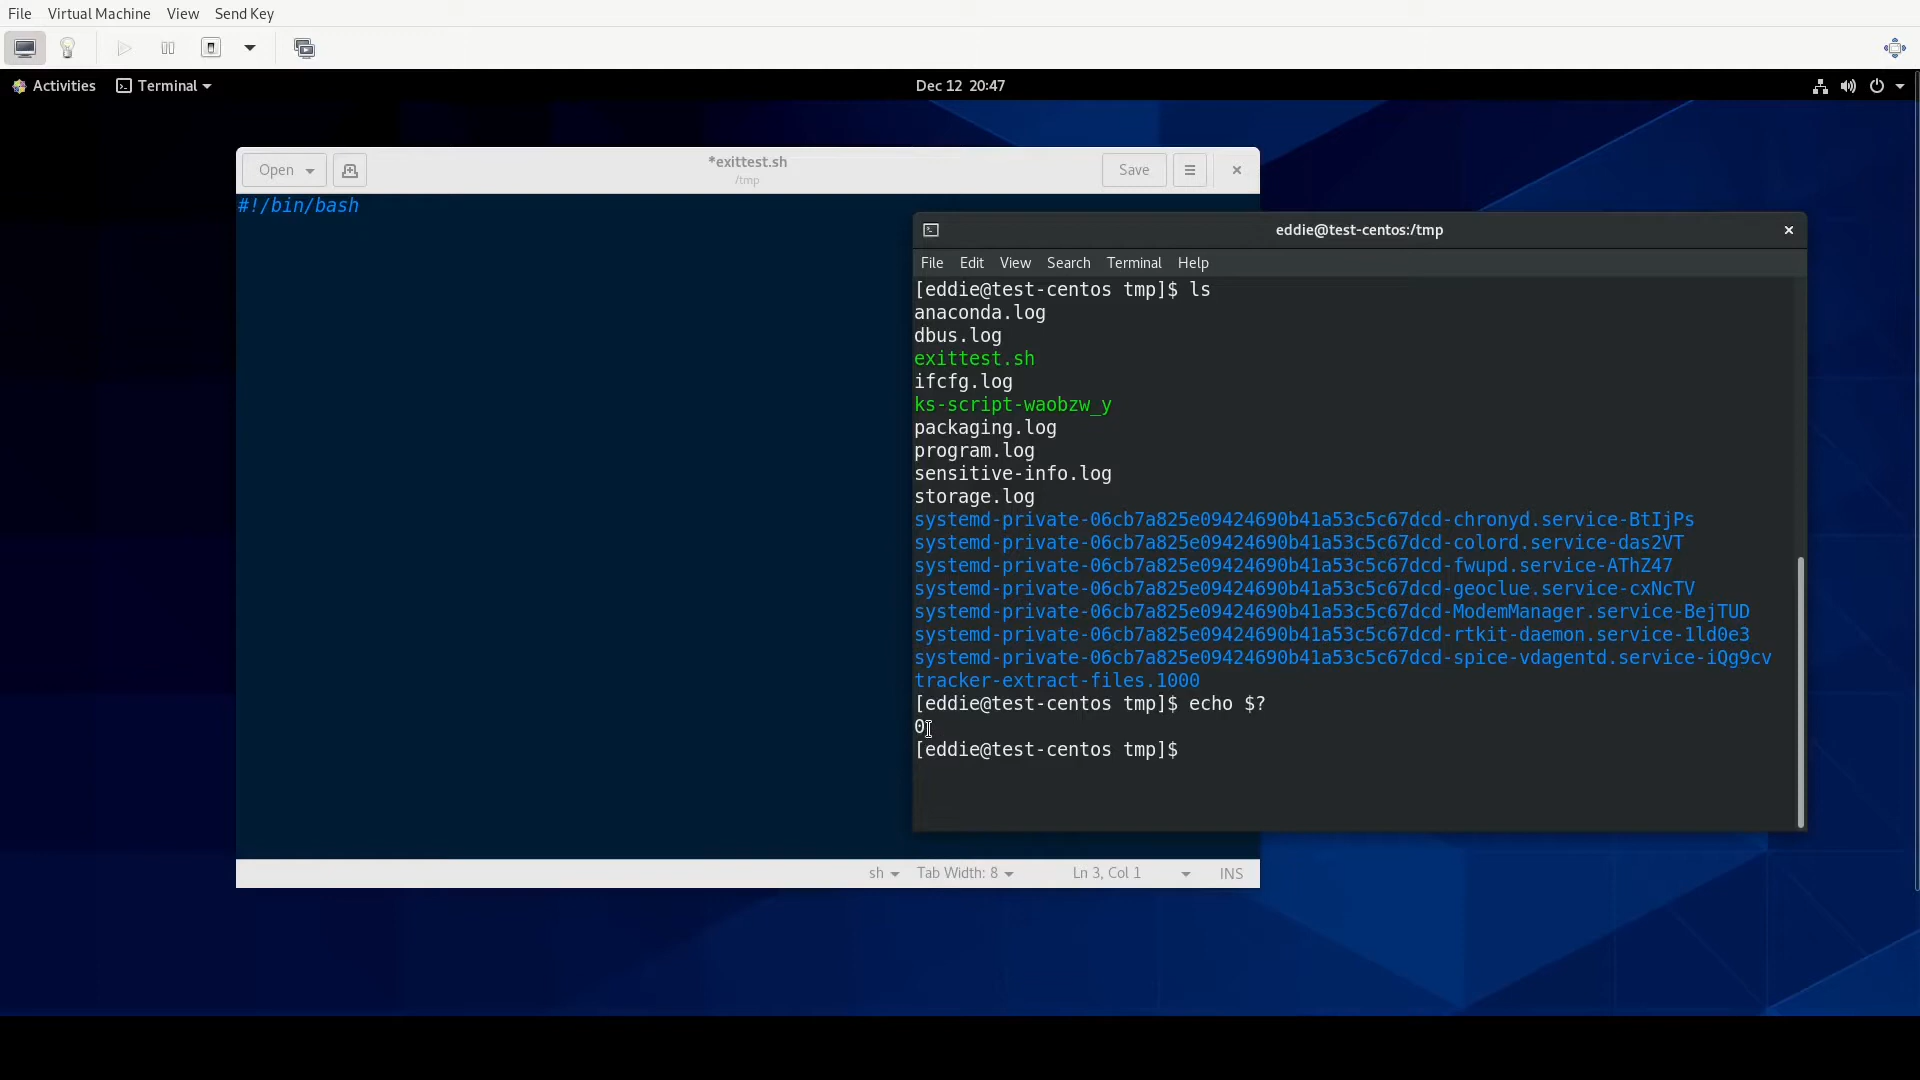 File Virtual Machine View Send Key
Activities Terminal Dec 12 20:47
Open *exittest.sh Save
/tmp
#!/bin/bash
eddie@test-centos:/tmp
File Edit View Search Terminal Help
[eddie@test-centos tmp]$ ls
anaconda.log
dbus.log
exittest.sh
ifcfg.log
ks-script-waobzw_y
packaging.log
program.log
sensitive-info.log
storage.log
systemd-private-06cb7a825e09424690b41a53c5c67dcd-chronyd.service-BtIjPs
systemd-private-06cb7a825e09424690b41a53c5c67dcd-colord.service-das2VT
systemd-private-06cb7a825e09424690b41a53c5c67dcd-fwupd.service-AThZ47
systemd-private-06cb7a825e09424690b41a53c5c67dcd-geoclue.service-cxNcTV
systemd-private-06cb7a825e09424690b41a53c5c67dcd-ModemManager.service-BejTUD
systemd-private-06cb7a825e09424690b41a53c5c67dcd-rtkit-daemon.service-1ld0e3
systemd-private-06cb7a825e09424690b41a53c5c67dcd-spice-vdagentd.service-iQg9cv
tracker-extract-files.1000
[eddie@test-centos tmp]$ echo $?
0
[eddie@test-centos tmp]$
sh Tab Width: 8 Ln 3, Col 1 INS